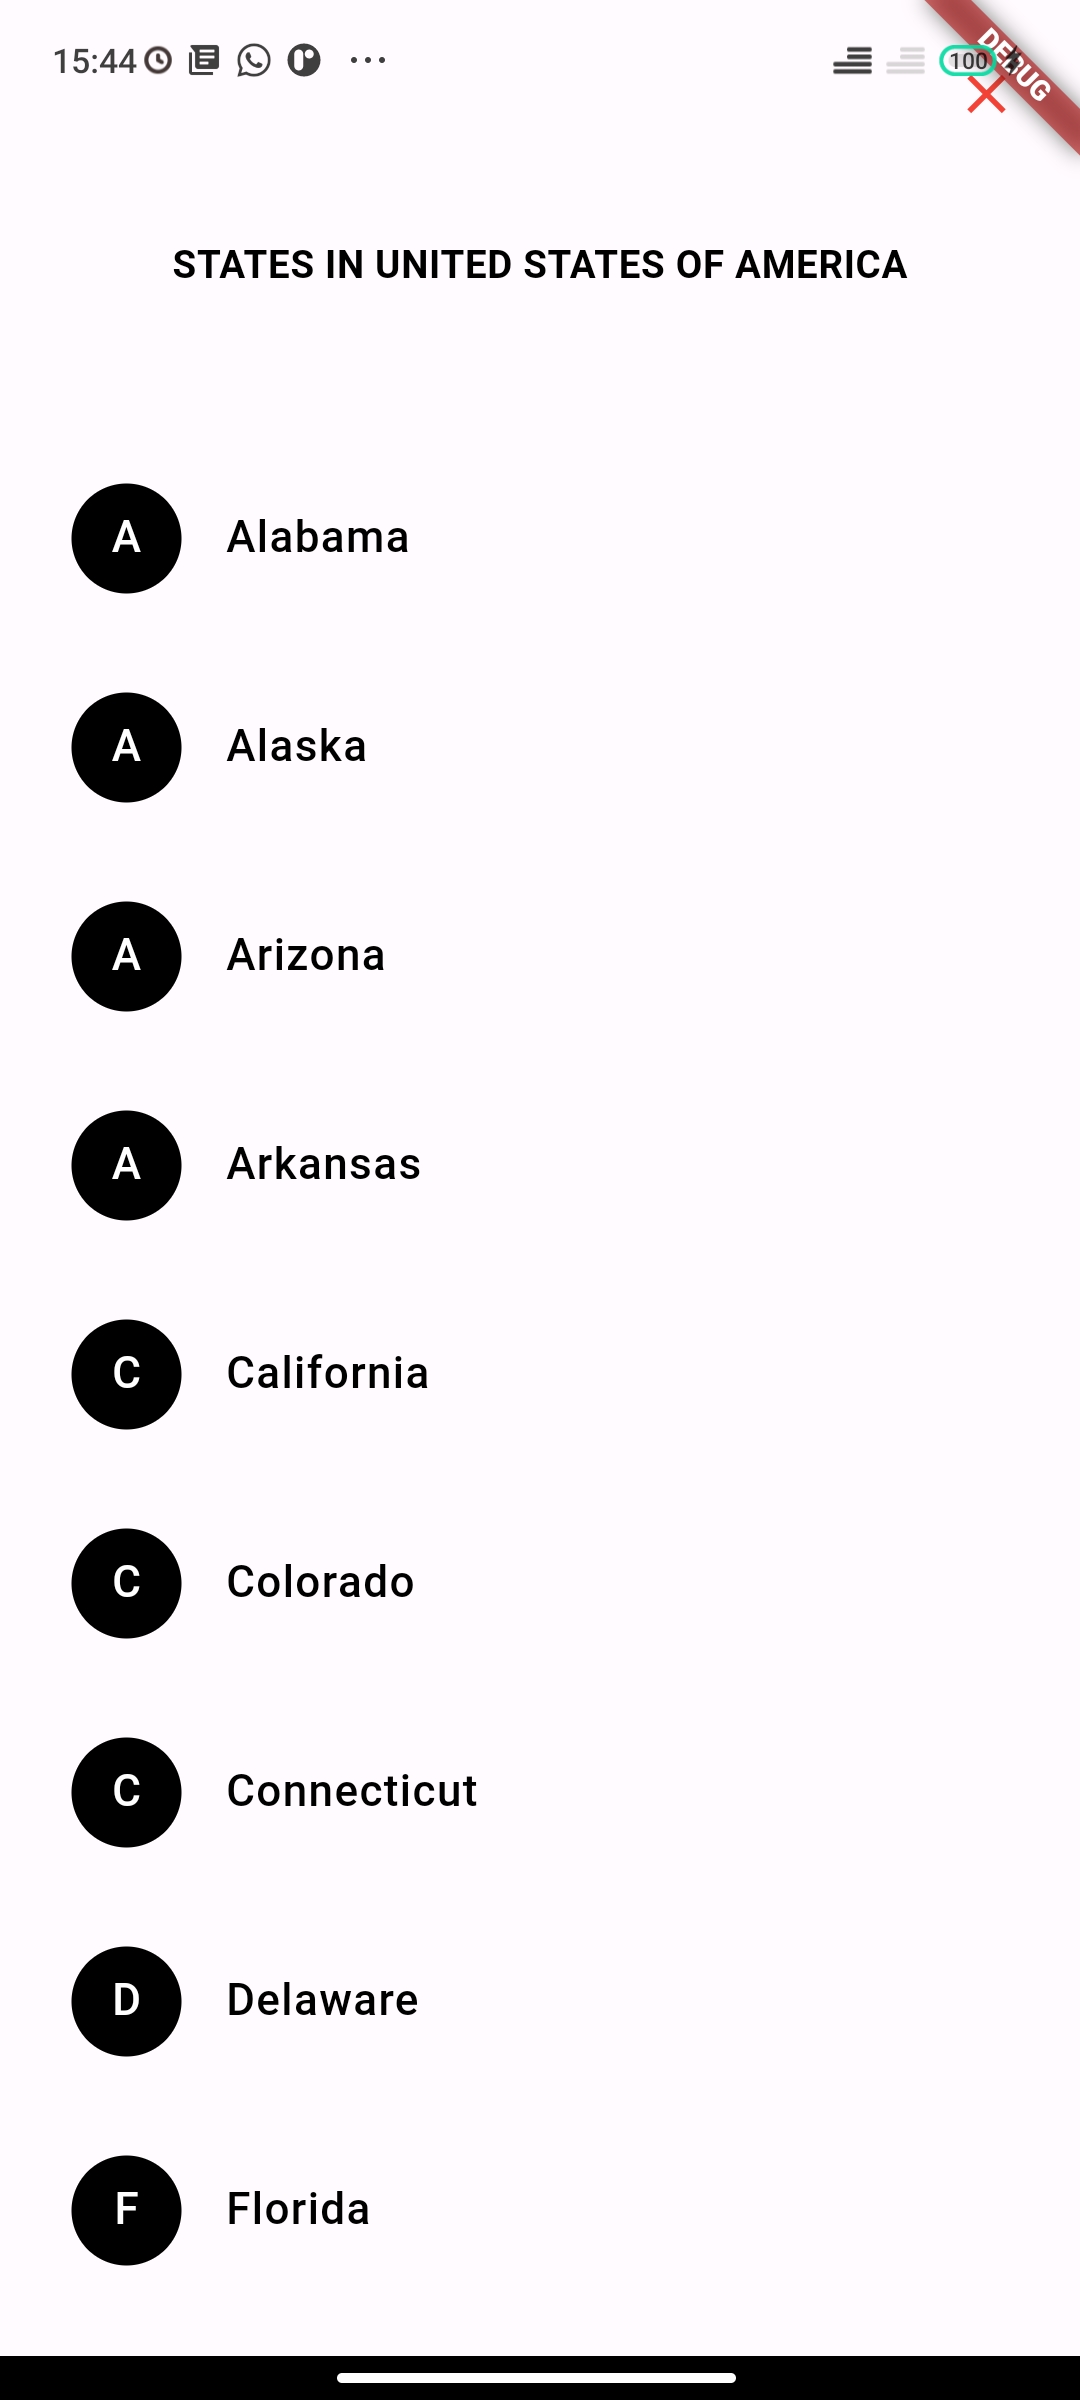 15:44
100
DEBUG
STATES IN UNITED STATES OF AMERICA
A Alabama
A Alaska
A Arizona
A Arkansas
C California
C Colorado
C Connecticut
D Delaware
F Florida